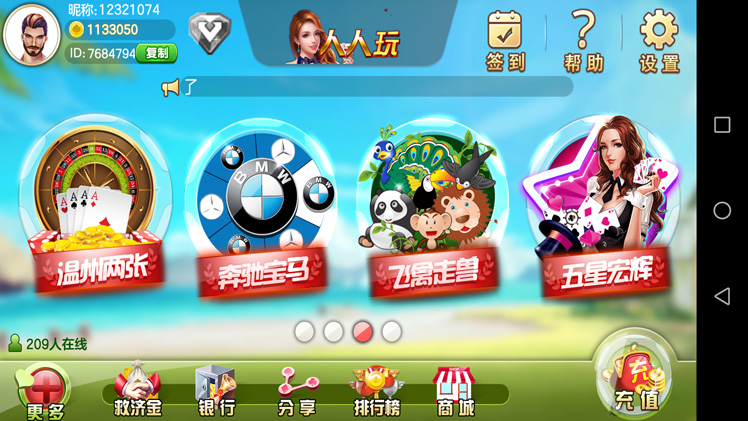 昵称:12321074
1133050
ID:7684794
复制
人人玩
签到
帮助
设置
了
温州两张
BMW
奔驰宝马
飞禽走兽
五星宏辉
209人在线
更多
救济金
银行
分享
排行榜
商城
充
充值